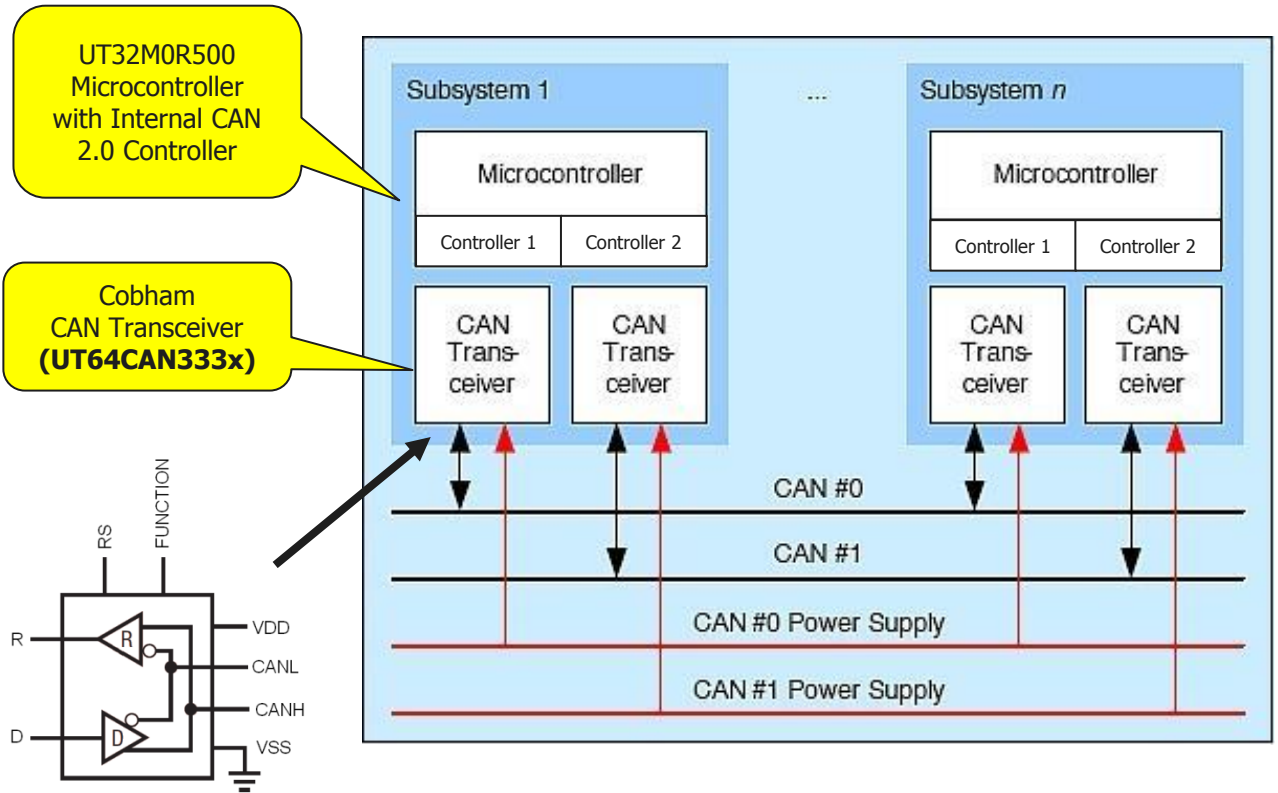 UT32M0R500
Microcontroller
with Internal CAN
2.0 Controller
Cobham
CAN Transceiver
(UT64CAN333x)
Subsystem 1
...
Subsystem n
Microcontroller
Controller 1
Controller 2
CAN
Trans-
ceiver
CAN
Trans-
ceiver
Microcontroller
Controller 1
Controller 2
CAN
Trans-
ceiver
CAN
Trans-
ceiver
CAN #0
CAN #1
CAN #0 Power Supply
CAN #1 Power Supply
RS
FUNCTION
R
R
VDD
CANL
CANH
D
D
VSS